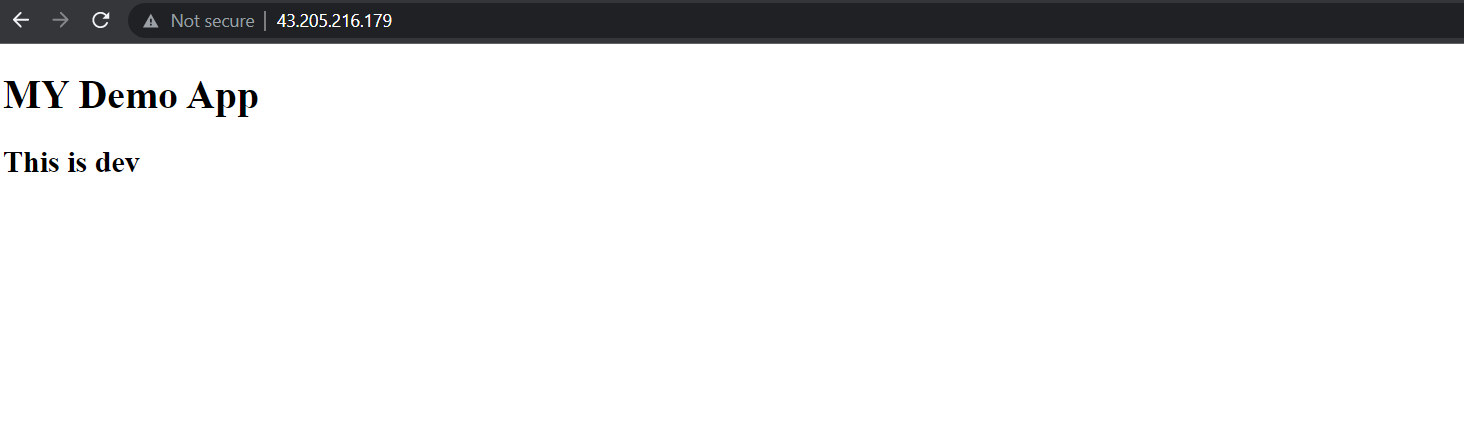 Not secure | 43.205.216.179
MY Demo App
This is dev